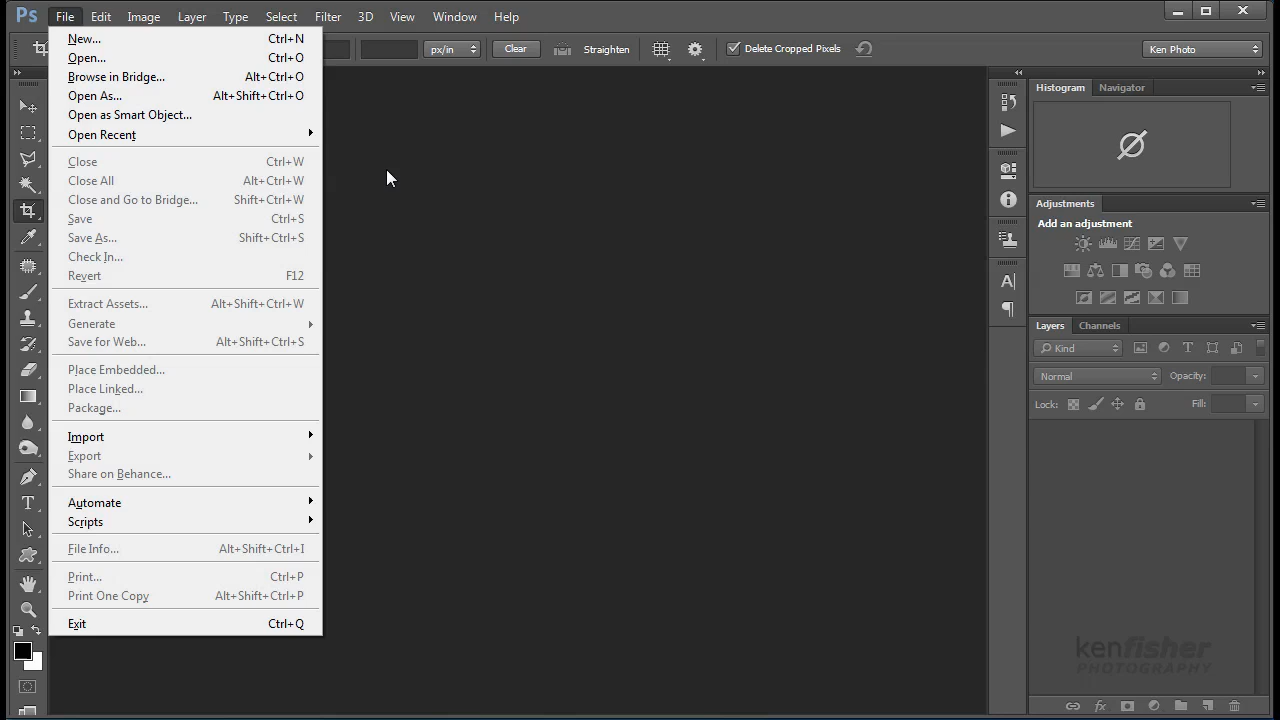 Ps File Edit Image Layer Type Select Filter 3D View Window Help
px/in Clear Straighten Delete Cropped Pixels Ken Photo
New... Ctrl+N
Open... Ctrl+O
Browse in Bridge... Alt+Ctrl+O
Open As... Alt+Shift+Ctrl+O
Open as Smart Object...
Open Recent
Close Ctrl+W
Close All Alt+Ctrl+W
Close and Go to Bridge... Shift+Ctrl+W
Save Ctrl+S
Save As... Shift+Ctrl+S
Check In...
Revert F12
Extract Assets... Alt+Shift+Ctrl+W
Generate
Save for Web... Alt+Shift+Ctrl+S
Place Embedded...
Place Linked...
Package...
Import
Export
Share on Behance...
Automate
Scripts
File Info... Alt+Shift+Ctrl+I
Print... Ctrl+P
Print One Copy Alt+Shift+Ctrl+P
Exit Ctrl+Q
Histogram Navigator
Adjustments
Add an adjustment
Layers Channels
Kind
Normal Opacity:
Lock: Fill:
kenfisher
PHOTOGRAPHY